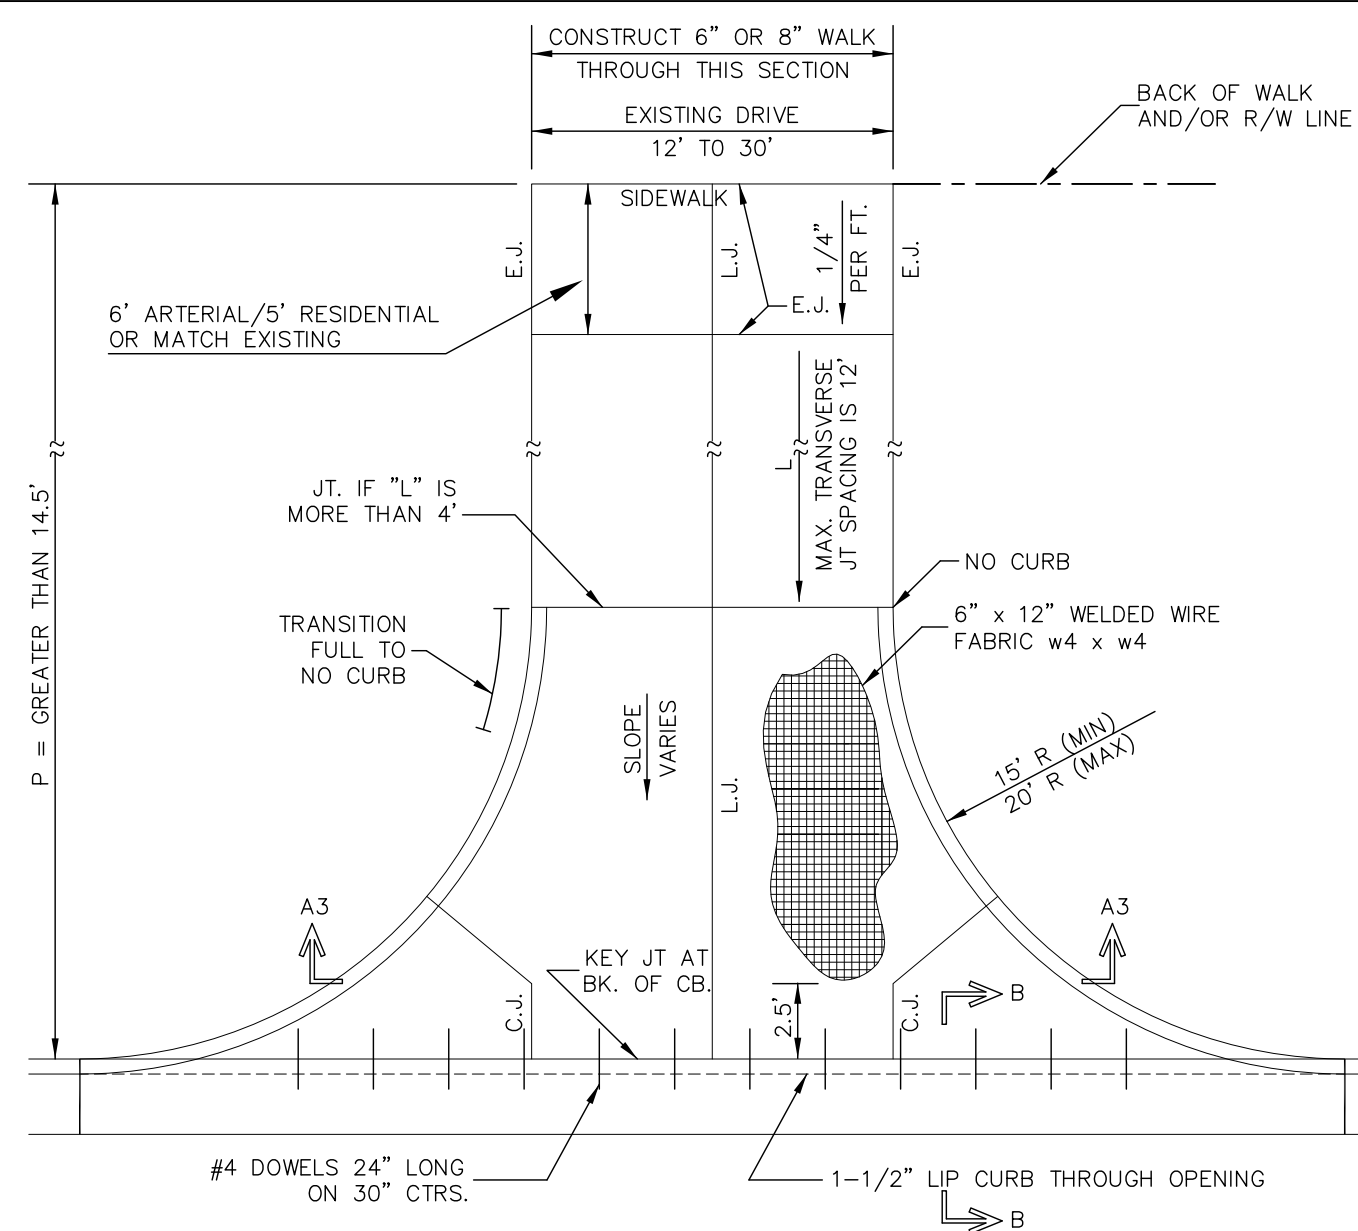 CONSTRUCT 6” OR 8” WALK
THROUGH THIS SECTION
EXISTING DRIVE
12’ TO 30’
BACK OF WALK
AND/OR R/W LINE
SIDEWALK
E.J.
L.J.
1/4”
PER FT.
E.J.
E.J.
6’ ARTERIAL/5’ RESIDENTIAL
OR MATCH EXISTING
P = GREATER THAN 14.5’
L
MAX. TRANSVERSE
JT SPACING IS 12’
JT. IF ”L” IS
MORE THAN 4’
NO CURB
6” x 12” WELDED WIRE
FABRIC w4 x w4
TRANSITION
FULL TO
NO CURB
SLOPE
VARIES
L.J.
15’ R (MIN)
20’ R (MAX)
A3
A3
KEY JT AT
BK. OF CB.
C.J.
2.5’
C.J.
B
#4 DOWELS 24” LONG
ON 30” CTRS.
1-1/2” LIP CURB THROUGH OPENING
B